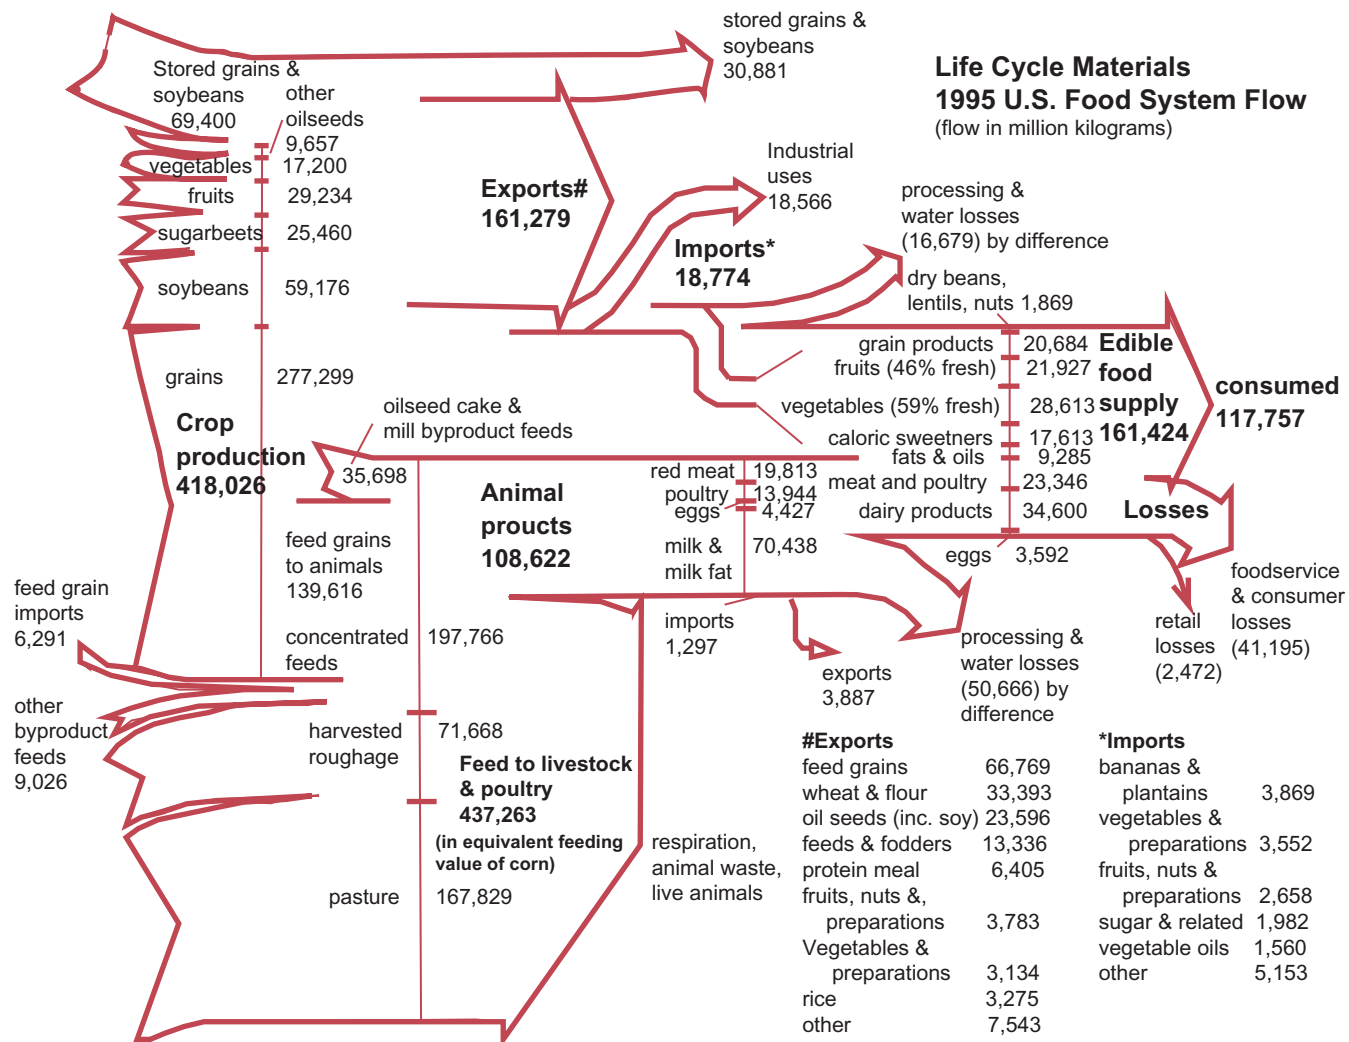 stored grains &
soybeans
30,881
Life Cycle Materials
1995 U.S. Food System Flow
(flow in million kilograms)
Stored grains &
soybeans
69,400
other
oilseeds
9,657
vegetables 17,200
fruits 29,234
sugarbeets 25,460
soybeans 59,176
grains 277,299
Crop
production
418,026
Exports#
161,279
Industrial
uses
18,566
Imports*
18,774
processing &
water losses
(16,679) by difference
dry beans,
lentils, nuts 1,869
grain products 20,684
fruits (46% fresh) 21,927
vegetables (59% fresh) 28,613
caloric sweetners 17,613
fats & oils 9,285
meat and poultry 23,346
dairy products 34,600
eggs 3,592
Edible
food
supply
161,424
consumed
117,757
Losses
oilseed cake &
mill byproduct feeds
35,698
Animal
proucts
108,622
red meat 19,813
poultry 13,944
eggs 4,427
milk &
milk fat
70,438
feed grains
to animals
139,616
feed grain
imports
6,291
concentrated
feeds
197,766
other
byproduct
feeds
9,026
harvested
roughage
71,668
Feed to livestock
& poultry
437,263
(in equivalent feeding
value of corn)
pasture 167,829
imports
1,297
exports
3,887
processing &
water losses
(50,666) by
difference
retail
losses
(2,472)
foodservice
& consumer
losses
(41,195)
respiration,
animal waste,
live animals
#Exports
feed grains 66,769
wheat & flour 33,393
oil seeds (inc. soy) 23,596
feeds & fodders 13,336
protein meal 6,405
fruits, nuts &,
preparations 3,783
Vegetables &
preparations 3,134
rice 3,275
other 7,543
*Imports
bananas &
plantains 3,869
vegetables &
preparations 3,552
fruits, nuts &
preparations 2,658
sugar & related 1,982
vegetable oils 1,560
other 5,153